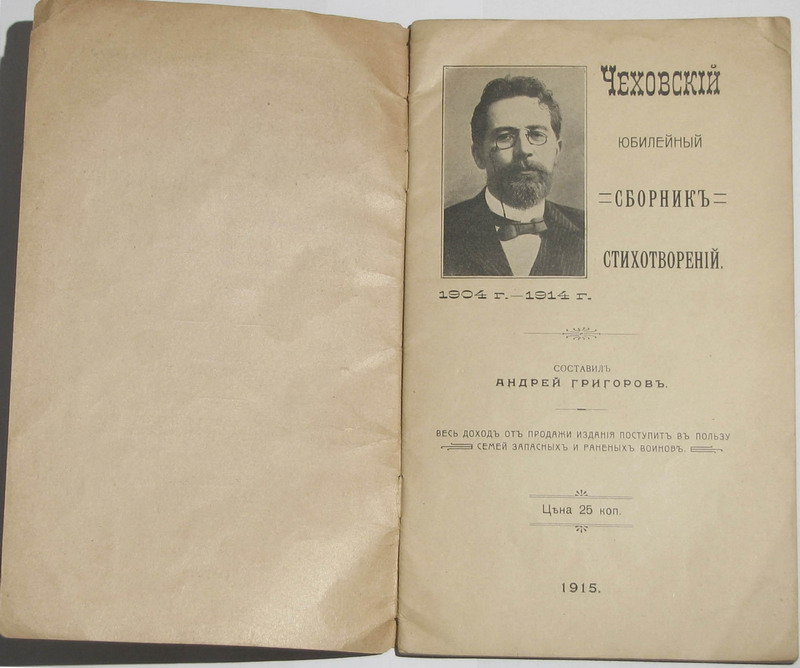 ЧЕХОВСКІЙ
ЮБИЛЕЙНЫЙ
СБОРНИКЪ
СТИХОТВОРЕНІЙ.
1904 г.—1914 г.
СОСТАВИЛЪ
АНДРЕЙ ГРИГОРОВЪ.
ВЕСЬ ДОХОДЪ ОТЪ ПРОДАЖИ ИЗДАНІЯ ПОСТУПИТЪ ВЪ ПОЛЬЗУ
СЕМЕЙ ЗАПАСНЫХЪ И РАНЕНЫХЪ ВОИНОВЪ.
Цѣна 25 коп.
1915.